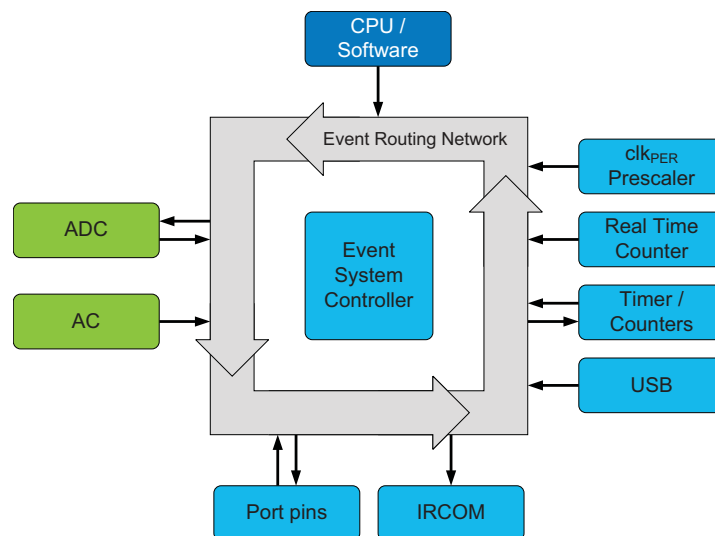 CPU /
Software
Event Routing Network
clkPER
Prescaler
ADC
Real Time
Counter
Event
System
Controller
AC
Timer /
Counters
USB
Port pins
IRCOM